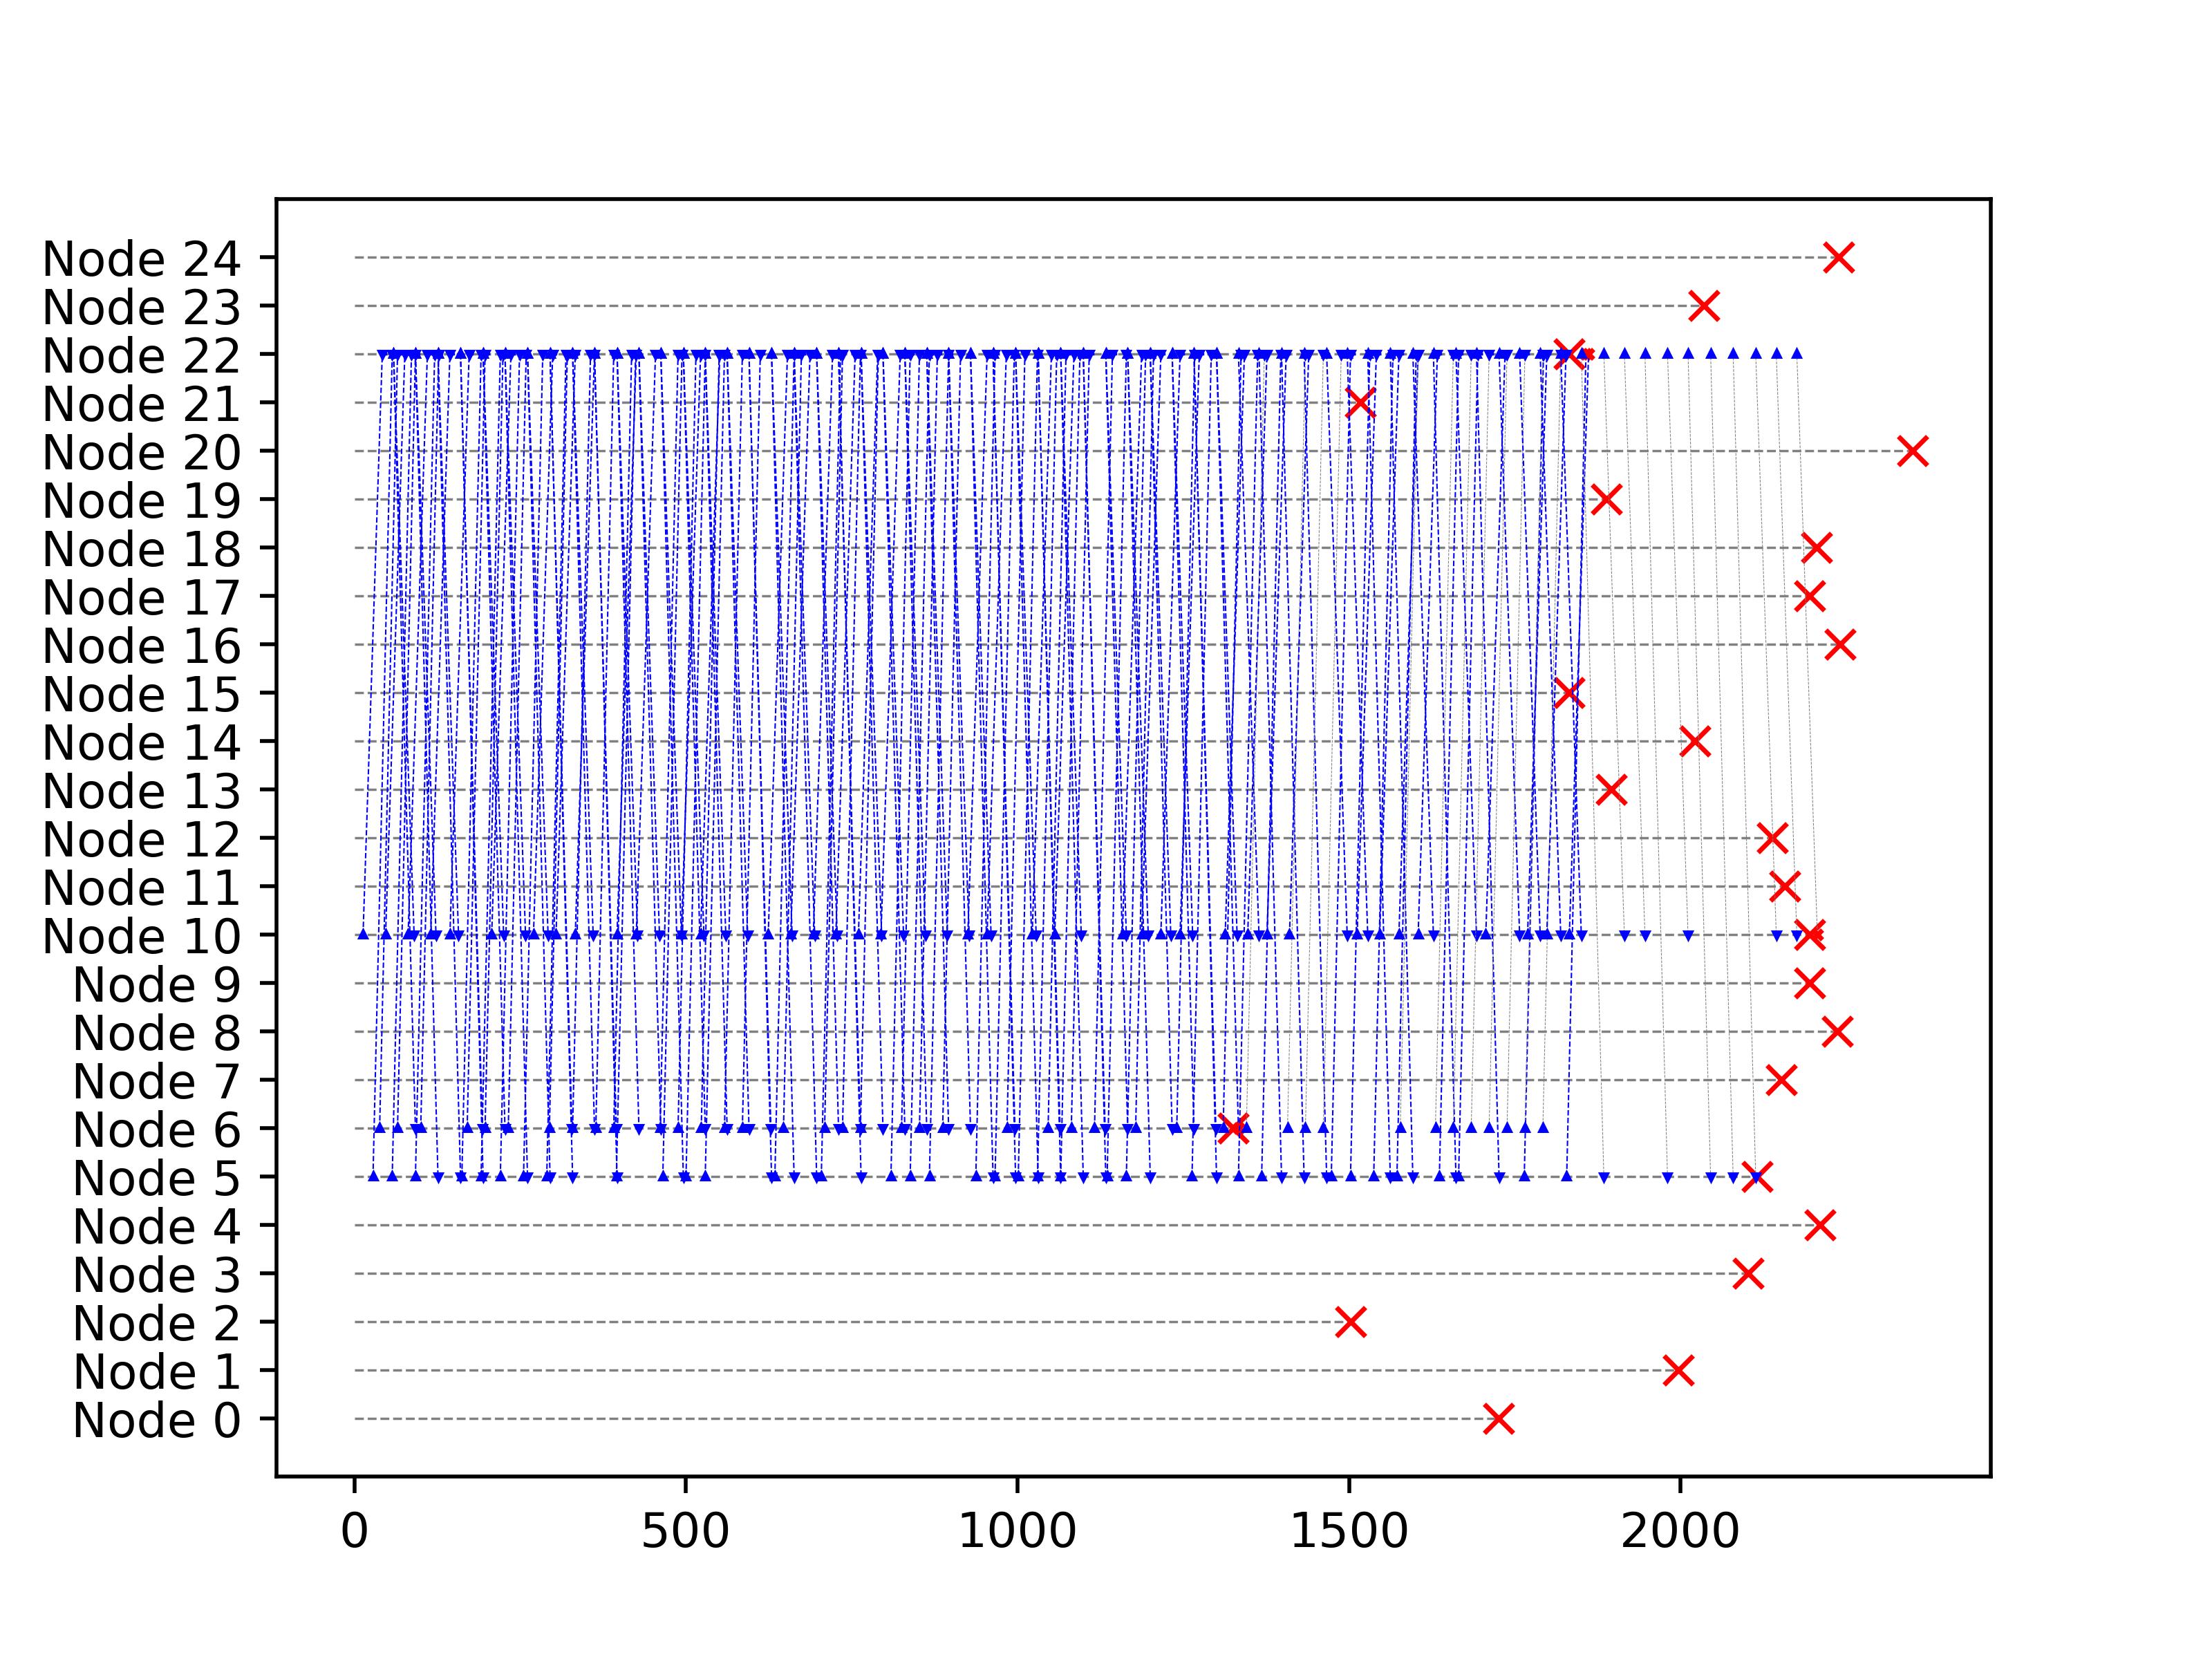 Node 24
Node 23
Node 22
Node 21
Node 20
Node 19
Node 18
Node 17
Node 16
Node 15
Node 14
Node 13
Node 12
Node 11
Node 10
Node 9
Node 8
Node 7
Node 6
Node 5
Node 4
Node 3
Node 2
Node 1
Node 0
0 500 1000 1500 2000